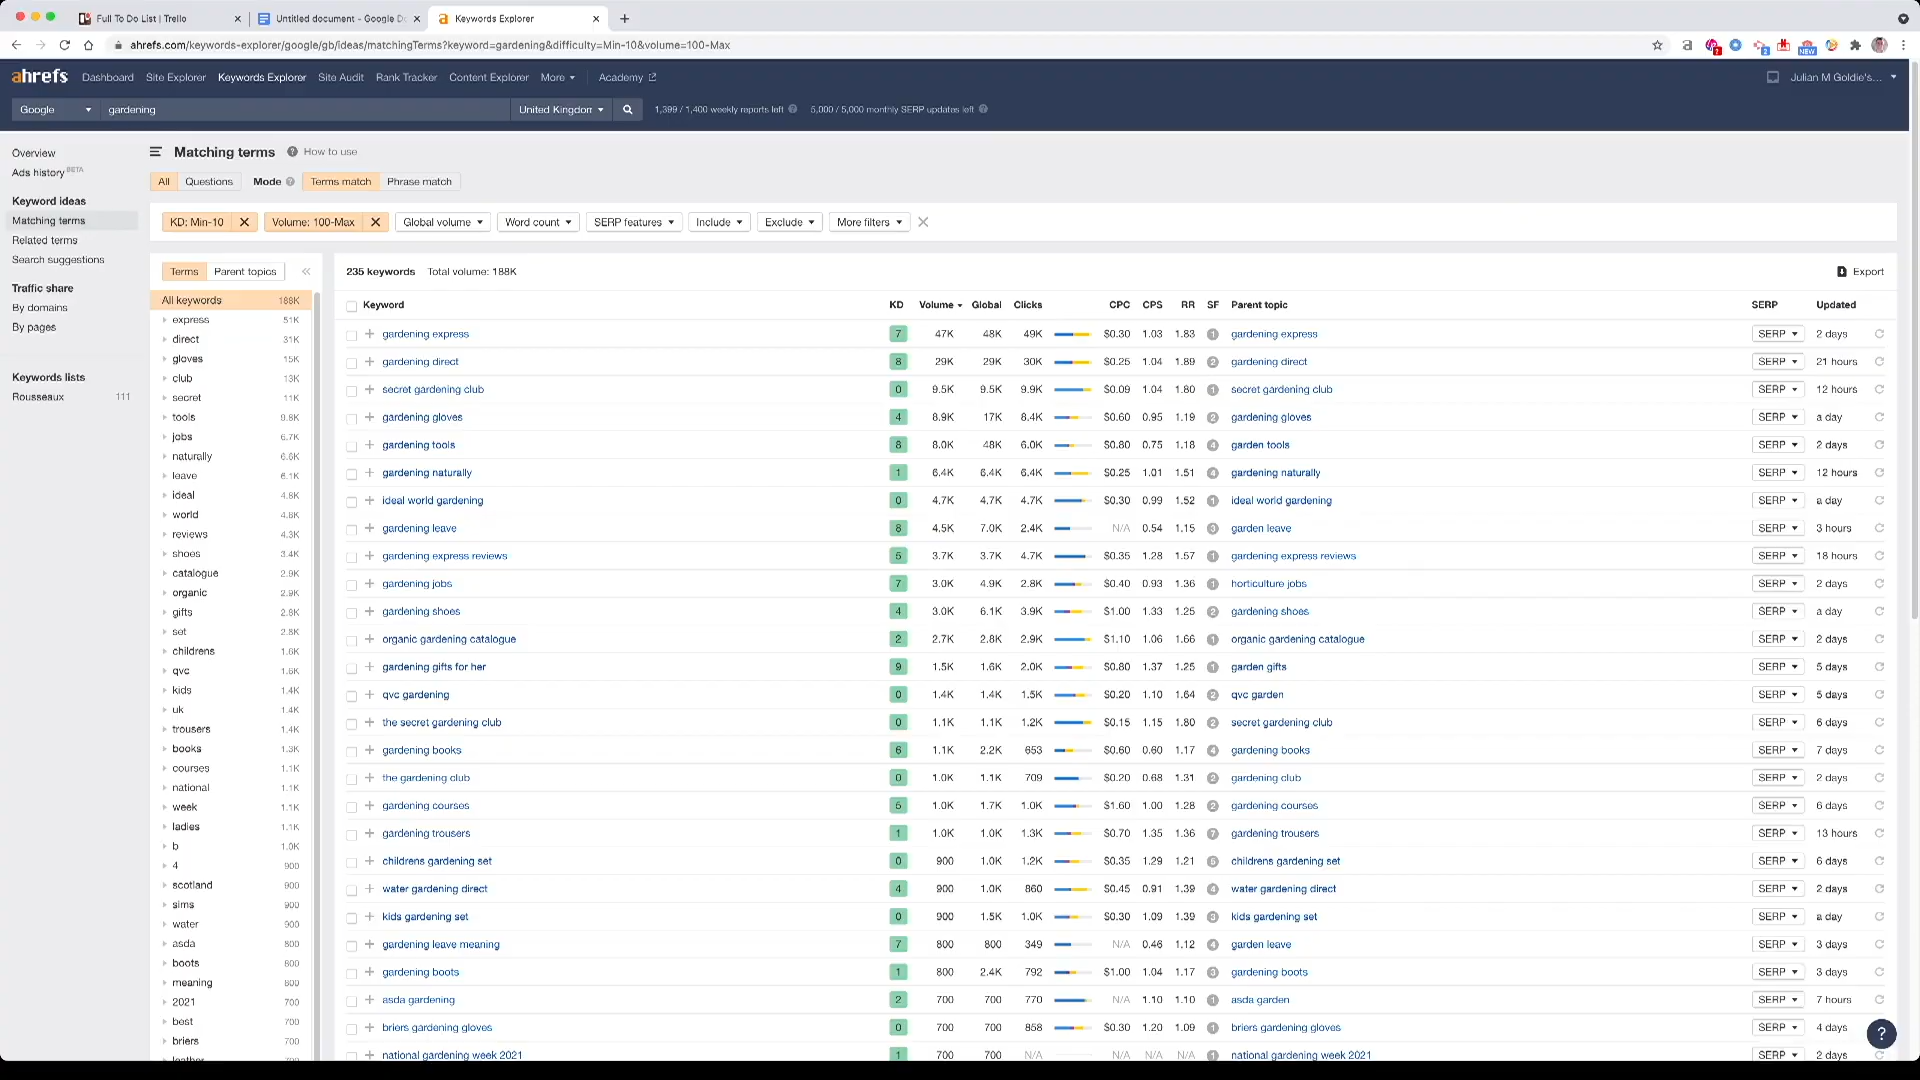 Full To Do List | Trello
Untitled document - Google D
Keywords Explorer
ahrefs.com/keywords-explorer/google/gb/ideas/matchingTerms?keyword=gardening&difficulty=Min-10&volume=100-Max
ahrefs Dashboard Site Explorer Keywords Explorer Site Audit Rank Tracker Content Explorer More Academy Julian M Goldie's...
Google gardening United Kingdom 1,399 / 1,400 weekly reports left 5,000 / 5,000 monthly SERP updates left
Overview
Ads history BETA
Keyword ideas
Matching terms
Related terms
Search suggestions
Traffic share
By domains
By pages
Keywords lists
Rousseaux 111
Matching terms How to use
All Questions Mode Terms match Phrase match
KD: Min-10 Volume: 100-Max Global volume Word count SERP features Include Exclude More filters
Terms Parent topics
All keywords 188K
express 51K
direct 31K
gloves 15K
club 13K
secret 11K
tools 9.8K
jobs 6.7K
naturally 6.6K
leave 6.1K
ideal 4.8K
world 4.8K
reviews 4.3K
shoes 3.4K
catalogue 2.9K
organic 2.9K
gifts 2.8K
set 2.8K
childrens 1.6K
qvc 1.6K
kids 1.4K
uk 1.4K
trousers 1.4K
books 1.3K
courses 1.1K
national 1.1K
week 1.1K
ladies 1.1K
b 1.0K
4 900
scotland 900
sims 900
water 900
asda 800
boots 800
meaning 800
2021 700
best 700
briers 700
leather
235 keywords Total volume: 188K Export
Keyword KD Volume Global Clicks CPC CPS RR SF Parent topic SERP Updated
gardening express 7 47K 48K 49K $0.30 1.03 1.83 1 gardening express SERP 2 days
gardening direct 8 29K 29K 30K $0.25 1.04 1.89 2 gardening direct SERP 21 hours
secret gardening club 0 9.5K 9.5K 9.9K $0.09 1.04 1.80 1 secret gardening club SERP 12 hours
gardening gloves 4 8.9K 17K 8.4K $0.60 0.95 1.19 2 gardening gloves SERP a day
gardening tools 8 8.0K 48K 6.0K $0.80 0.75 1.18 4 garden tools SERP 2 days
gardening naturally 1 6.4K 6.4K 6.4K $0.25 1.01 1.51 4 gardening naturally SERP 12 hours
ideal world gardening 0 4.7K 4.7K 4.7K $0.30 0.99 1.52 1 ideal world gardening SERP a day
gardening leave 8 4.5K 7.0K 2.4K N/A 0.54 1.15 3 garden leave SERP 3 hours
gardening express reviews 5 3.7K 3.7K 4.7K $0.35 1.28 1.57 1 gardening express reviews SERP 18 hours
gardening jobs 7 3.0K 4.9K 2.8K $0.40 0.93 1.36 1 horticulture jobs SERP 2 days
gardening shoes 4 3.0K 6.1K 3.9K $1.00 1.33 1.25 2 gardening shoes SERP a day
organic gardening catalogue 2 2.7K 2.8K 2.9K $1.10 1.06 1.66 1 organic gardening catalogue SERP 2 days
gardening gifts for her 9 1.5K 1.6K 2.0K $0.80 1.37 1.25 1 garden gifts SERP 5 days
qvc gardening 0 1.4K 1.4K 1.5K $0.20 1.10 1.64 2 qvc garden SERP 5 days
the secret gardening club 0 1.1K 1.1K 1.2K $0.15 1.15 1.80 2 secret gardening club SERP 6 days
gardening books 6 1.1K 2.2K 653 $0.60 0.60 1.17 4 gardening books SERP 7 days
the gardening club 0 1.0K 1.1K 709 $0.20 0.68 1.31 2 gardening club SERP 2 days
gardening courses 5 1.0K 1.7K 1.0K $1.60 1.00 1.28 2 gardening courses SERP 6 days
gardening trousers 1 1.0K 1.0K 1.3K $0.70 1.35 1.36 7 gardening trousers SERP 13 hours
childrens gardening set 0 900 1.0K 1.2K $0.35 1.29 1.21 5 childrens gardening set SERP 6 days
water gardening direct 4 900 1.0K 860 $0.45 0.91 1.39 4 water gardening direct SERP 2 days
kids gardening set 0 900 1.5K 1.0K $0.30 1.09 1.39 3 kids gardening set SERP a day
gardening leave meaning 7 800 800 349 N/A 0.46 1.12 4 garden leave SERP 3 days
gardening boots 1 800 2.4K 792 $1.00 1.04 1.17 3 gardening boots SERP 3 days
asda gardening 2 700 700 770 N/A 1.10 1.10 1 asda garden SERP 7 hours
briers gardening gloves 0 700 700 858 $0.30 1.20 1.09 1 briers gardening gloves SERP 4 days
national gardening week 2021 1 700 700 N/A N/A N/A N/A 1 national gardening week 2021 SERP 2 days
?